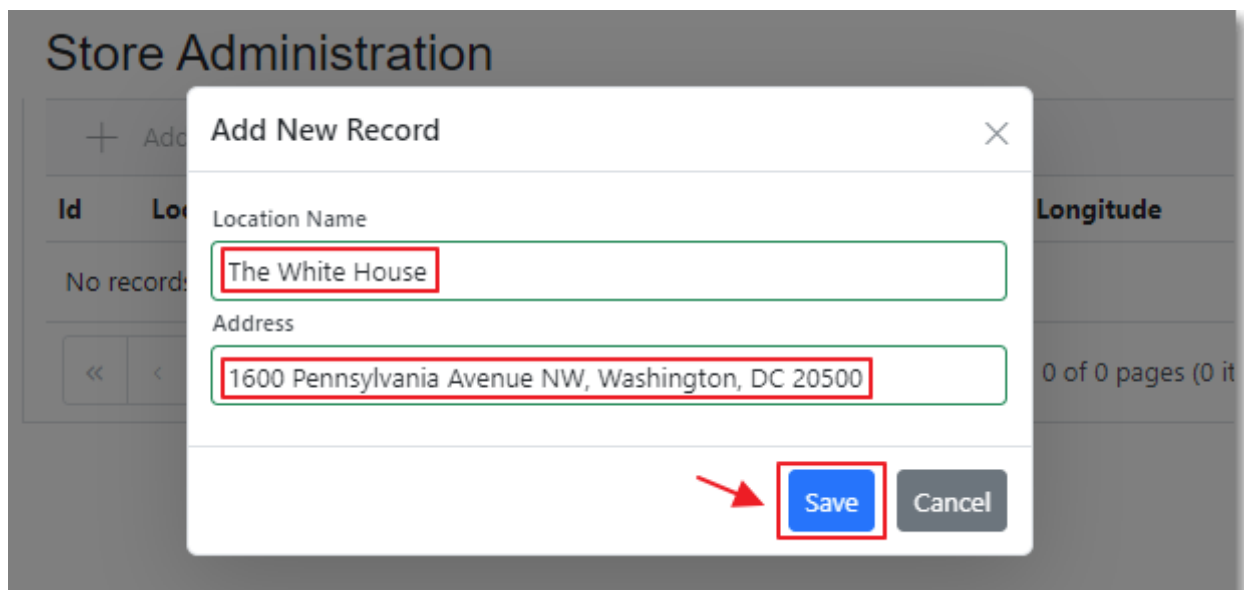 Store Administration
+ Add
Add New Record
Id Loc Longitude
Location Name
The White House
No records
Address
1600 Pennsylvania Avenue NW, Washington, DC 20500
« < 0 of 0 pages (0 it
Save Cancel